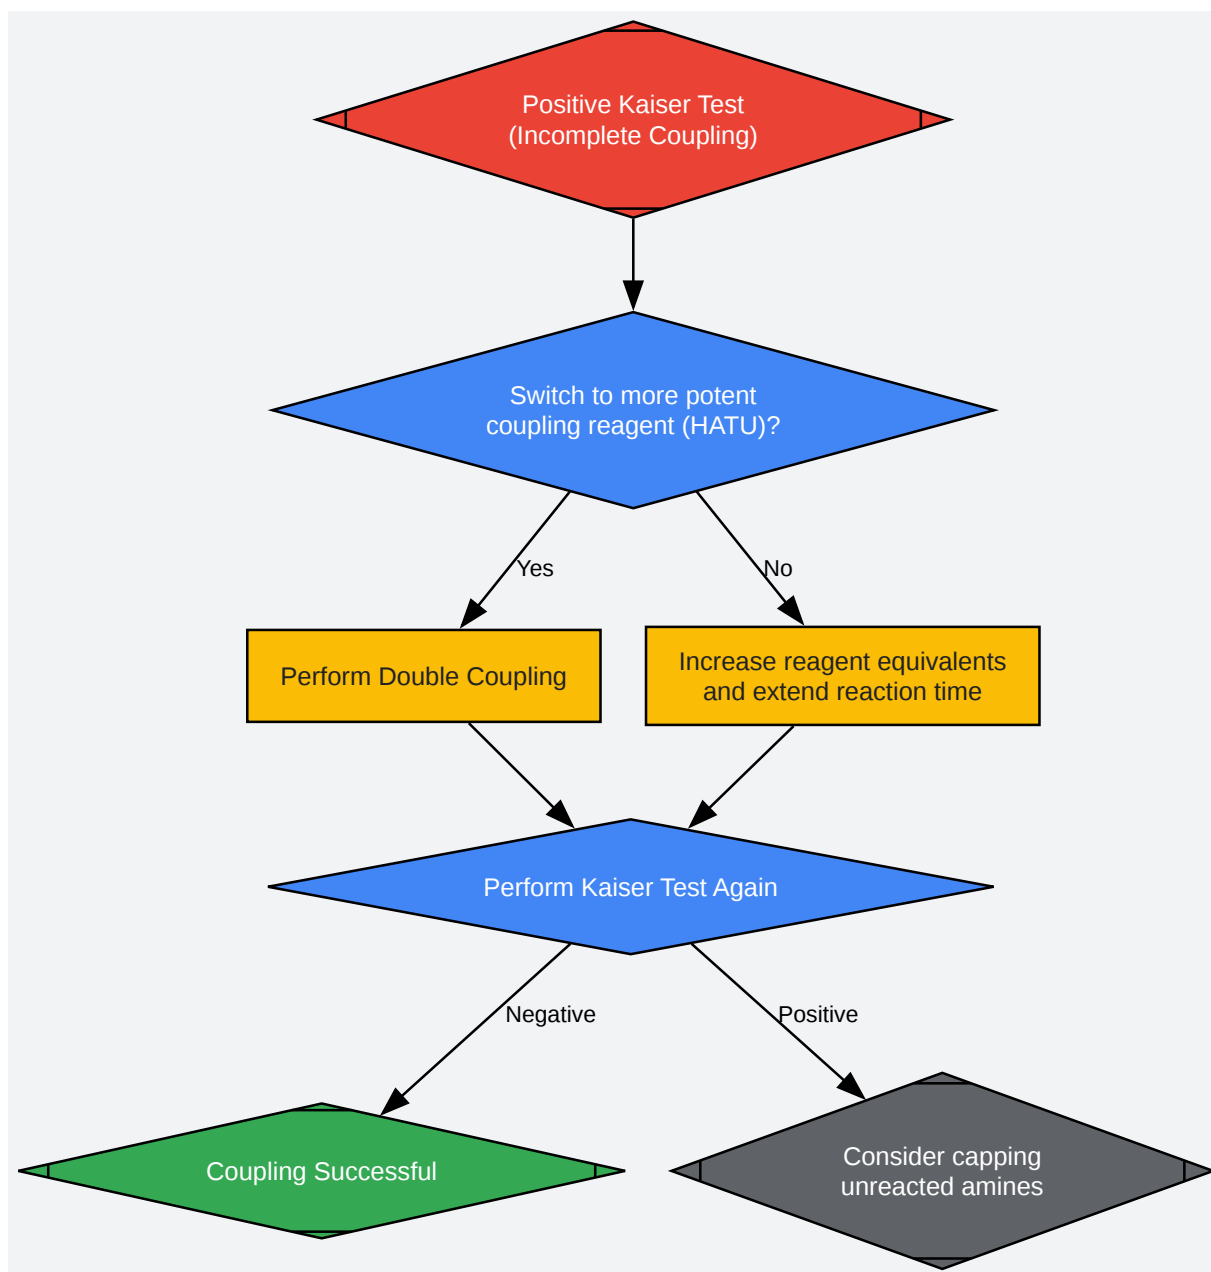 Positive Kaiser Test
(Incomplete Coupling)
Switch to more potent
coupling reagent (HATU)?
Yes
No
Perform Double Coupling
Increase reagent equivalents
and extend reaction time
Perform Kaiser Test Again
Negative
Positive
Coupling Successful
Consider capping
unreacted amines